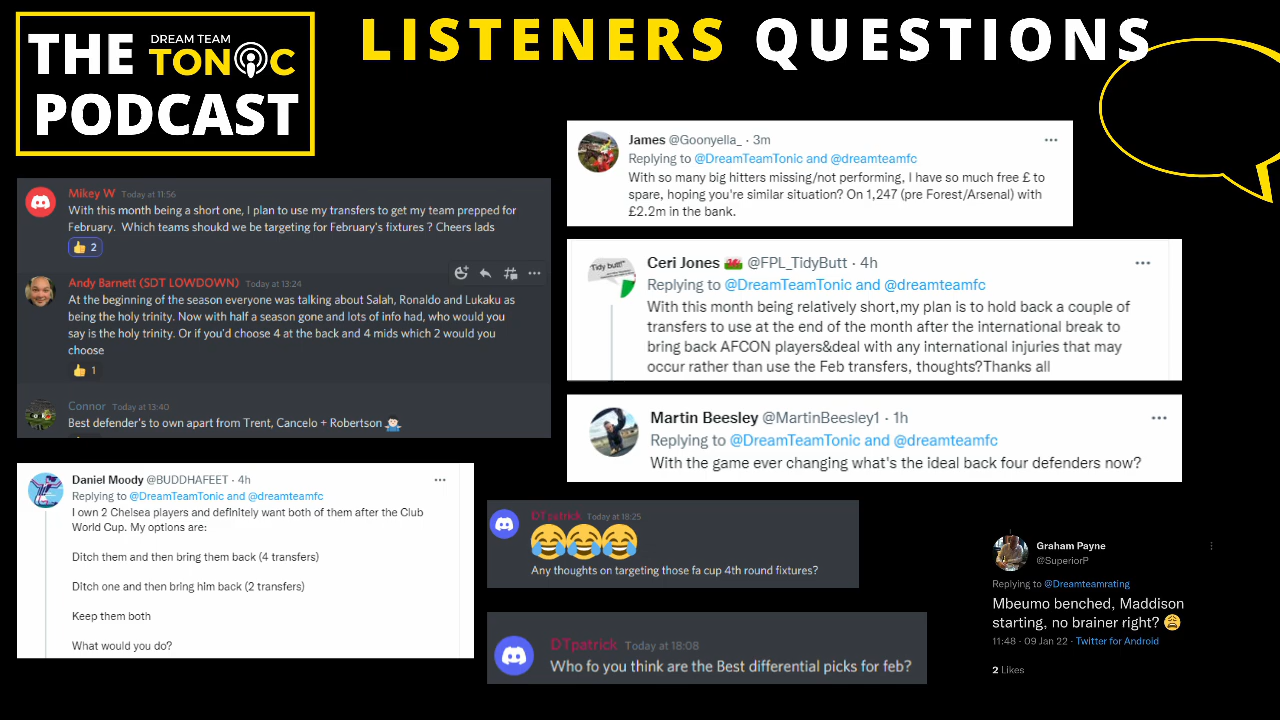 THE DREAM TEAM TONIC
PODCAST
LISTENERS QUESTIONS
Mikey W Today at 11:56
With this month being a short one, I plan to use my transfers to get my team prepped for
February. Which teams shoukd we be targeting for February's fixtures ? Cheers lads
👍 2
Andy Barnett (SDT LOWDOWN) Today at 13:24
At the beginning of the season everyone was talking about Salah, Ronaldo and Lukaku as
being the holy trinity. Now with half a season gone and lots of info had, who would you
say is the holy trinity. Or if you'd choose 4 at the back and 4 mids which 2 would you
choose
👍 1
Connor Today at 13:40
Best defender's to own apart from Trent, Cancelo + Robertson 🤷🏻‍♂️
Daniel Moody @BUDDHAFEET · 4h
Replying to @DreamTeamTonic and @dreamteamfc
I own 2 Chelsea players and definitely want both of them after the Club
World Cup. My options are:
Ditch them and then bring them back (4 transfers)
Ditch one and then bring him back (2 transfers)
Keep them both
What would you do?
James @Goonyella_ · 3m
Replying to @DreamTeamTonic and @dreamteamfc
With so many big hitters missing/not performing, I have so much free £ to
spare, hoping you're similar situation? On 1,247 (pre Forest/Arsenal) with
£2.2m in the bank.
Tidy butt!"
Ceri Jones 🏴󠁧󠁢󠁷󠁬󠁳󠁿 @FPL_TidyButt · 4h
Replying to @DreamTeamTonic and @dreamteamfc
With this month being relatively short,my plan is to hold back a couple of
transfers to use at the end of the month after the international break to
bring back AFCON players&deal with any international injuries that may
occur rather than use the Feb transfers, thoughts?Thanks all
Martin Beesley @MartinBeesley1 · 1h
Replying to @DreamTeamTonic and @dreamteamfc
With the game ever changing what's the ideal back four defenders now?
DTpatrick Today at 18:25
😂😂😂
Any thoughts on targeting those fa cup 4th round fixtures?
DTpatrick Today at 18:08
Who fo you think are the Best differential picks for feb?
Graham Payne
@SuperiorP
Replying to @Dreamteamrating
Mbeumo benched, Maddison
starting, no brainer right? 😩
11:48 · 09 Jan 22 · Twitter for Android
2 Likes